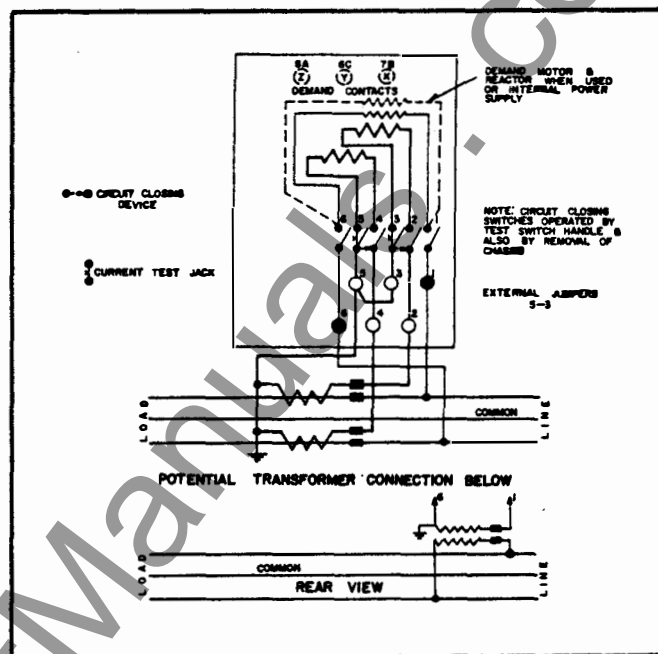 8A 6C 7B
Z Y X
DEMAND CONTACTS
DEMAND MOTOR &
REACTOR WHEN USED
OR INTERNAL POWER
SUPPLY
CIRCUIT CLOSING
DEVICE
6 5 4 3 2
NOTE: CIRCUIT CLOSING
SWITCHES OPERATED BY
TEST SWITCH HANDLE &
ALSO BY REMOVAL OF
CHASSIS
CURRENT TEST JACK
5 3 1
EXTERNAL JUMPERS
5-3
6 4 2
LOAD
COMMON
LINE
POTENTIAL TRANSFORMER CONNECTION BELOW
6 1
LOAD
COMMON
LINE
REAR VIEW